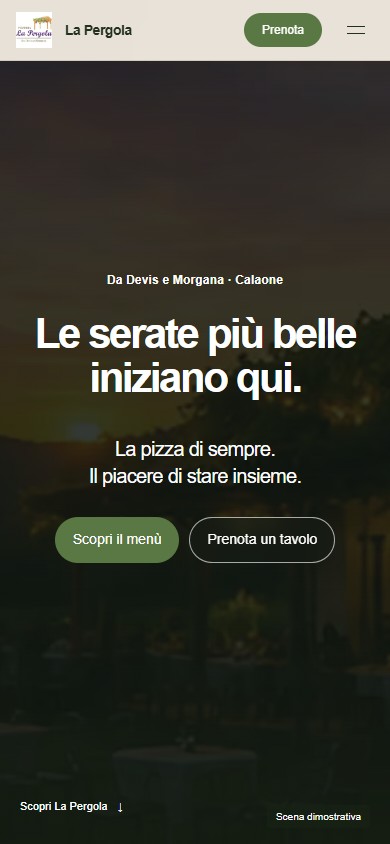 La Pergola
La Pergola
Prenota
Da Devis e Morgana · Calaone
Le serate più belle
iniziano qui.
La pizza di sempre.
Il piacere di stare insieme.
Scopri il menù
Prenota un tavolo
Scopri La Pergola ↓
Scena dimostrativa